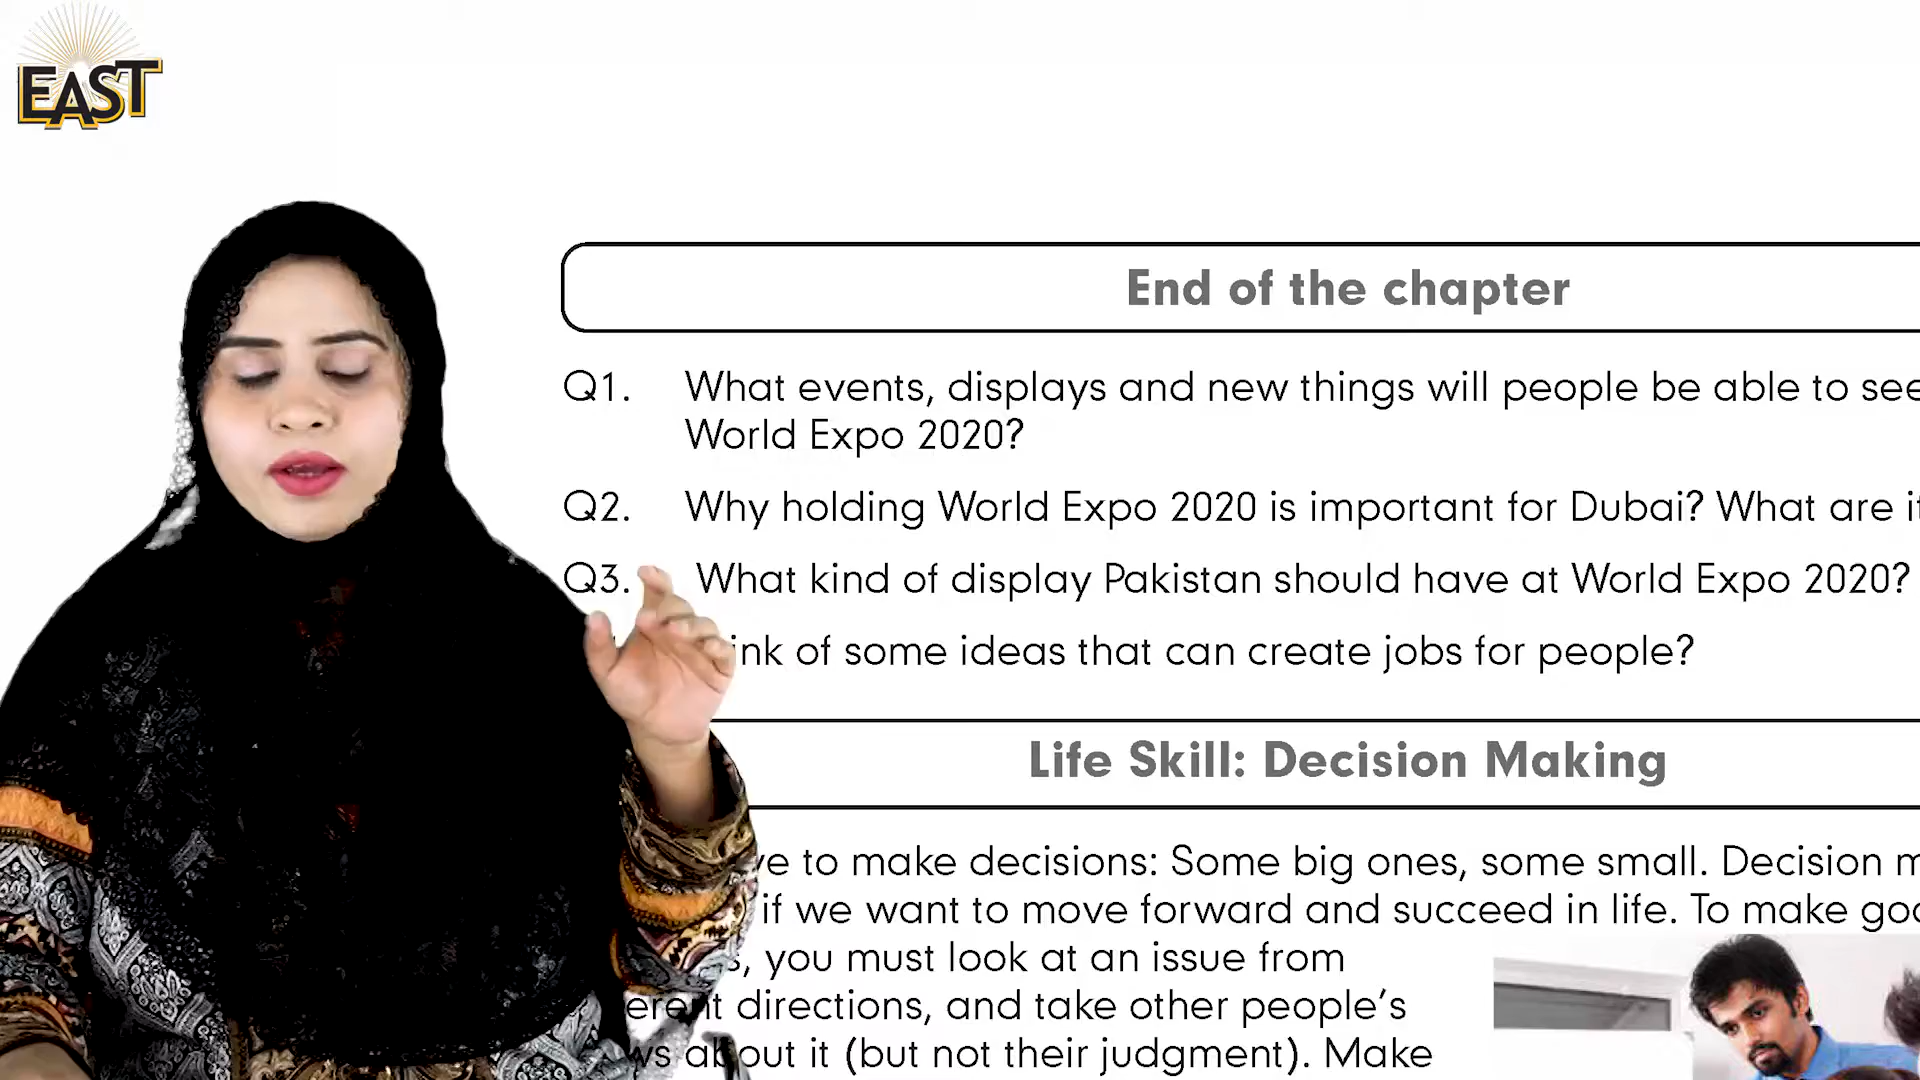 EAST
End of the chapter
Q1. What events, displays and new things will people be able to see
World Expo 2020?
Q2. Why holding World Expo 2020 is important for Dubai? What are
Q3. What kind of display Pakistan should have at World Expo 2020?
of some ideas that can create jobs for people?
Life Skill: Decision Making
to make decisions: Some big ones, some small. Decision
if we want to move forward and succeed in life. To make
you must look at an issue from
directions, and take other people’s
about it (but not their judgment). Make